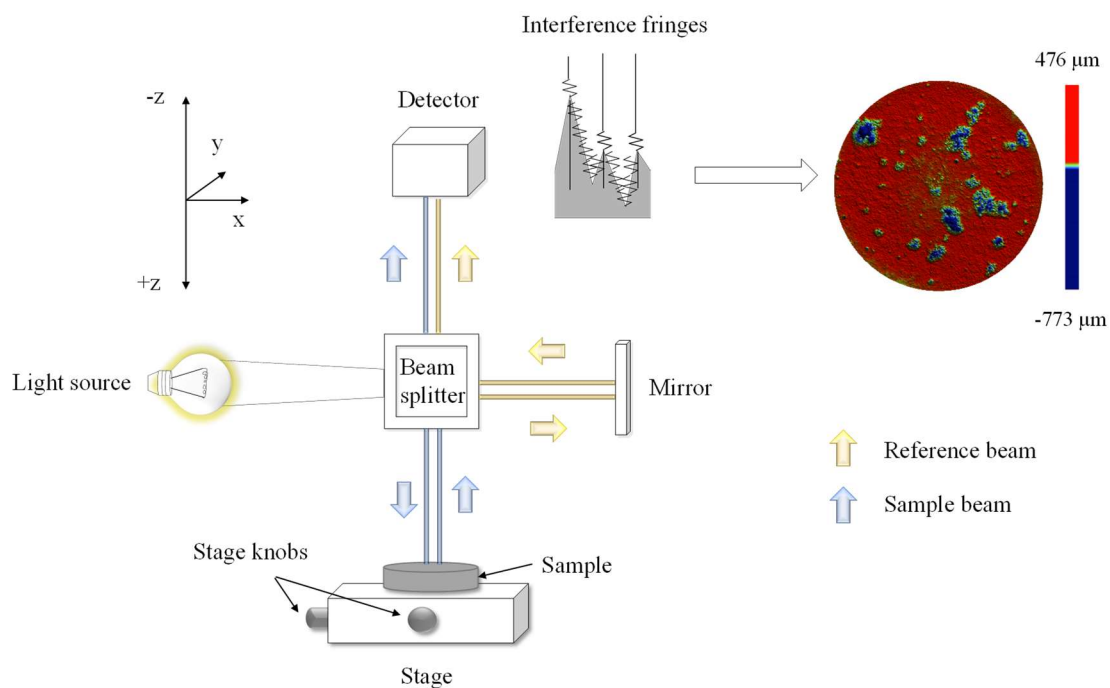 Interference fringes
476 μm
-z
Detector
y
x
+z
-773 μm
Light source
Beam
splitter
Mirror
Reference beam
Sample beam
Stage knobs
Sample
Stage